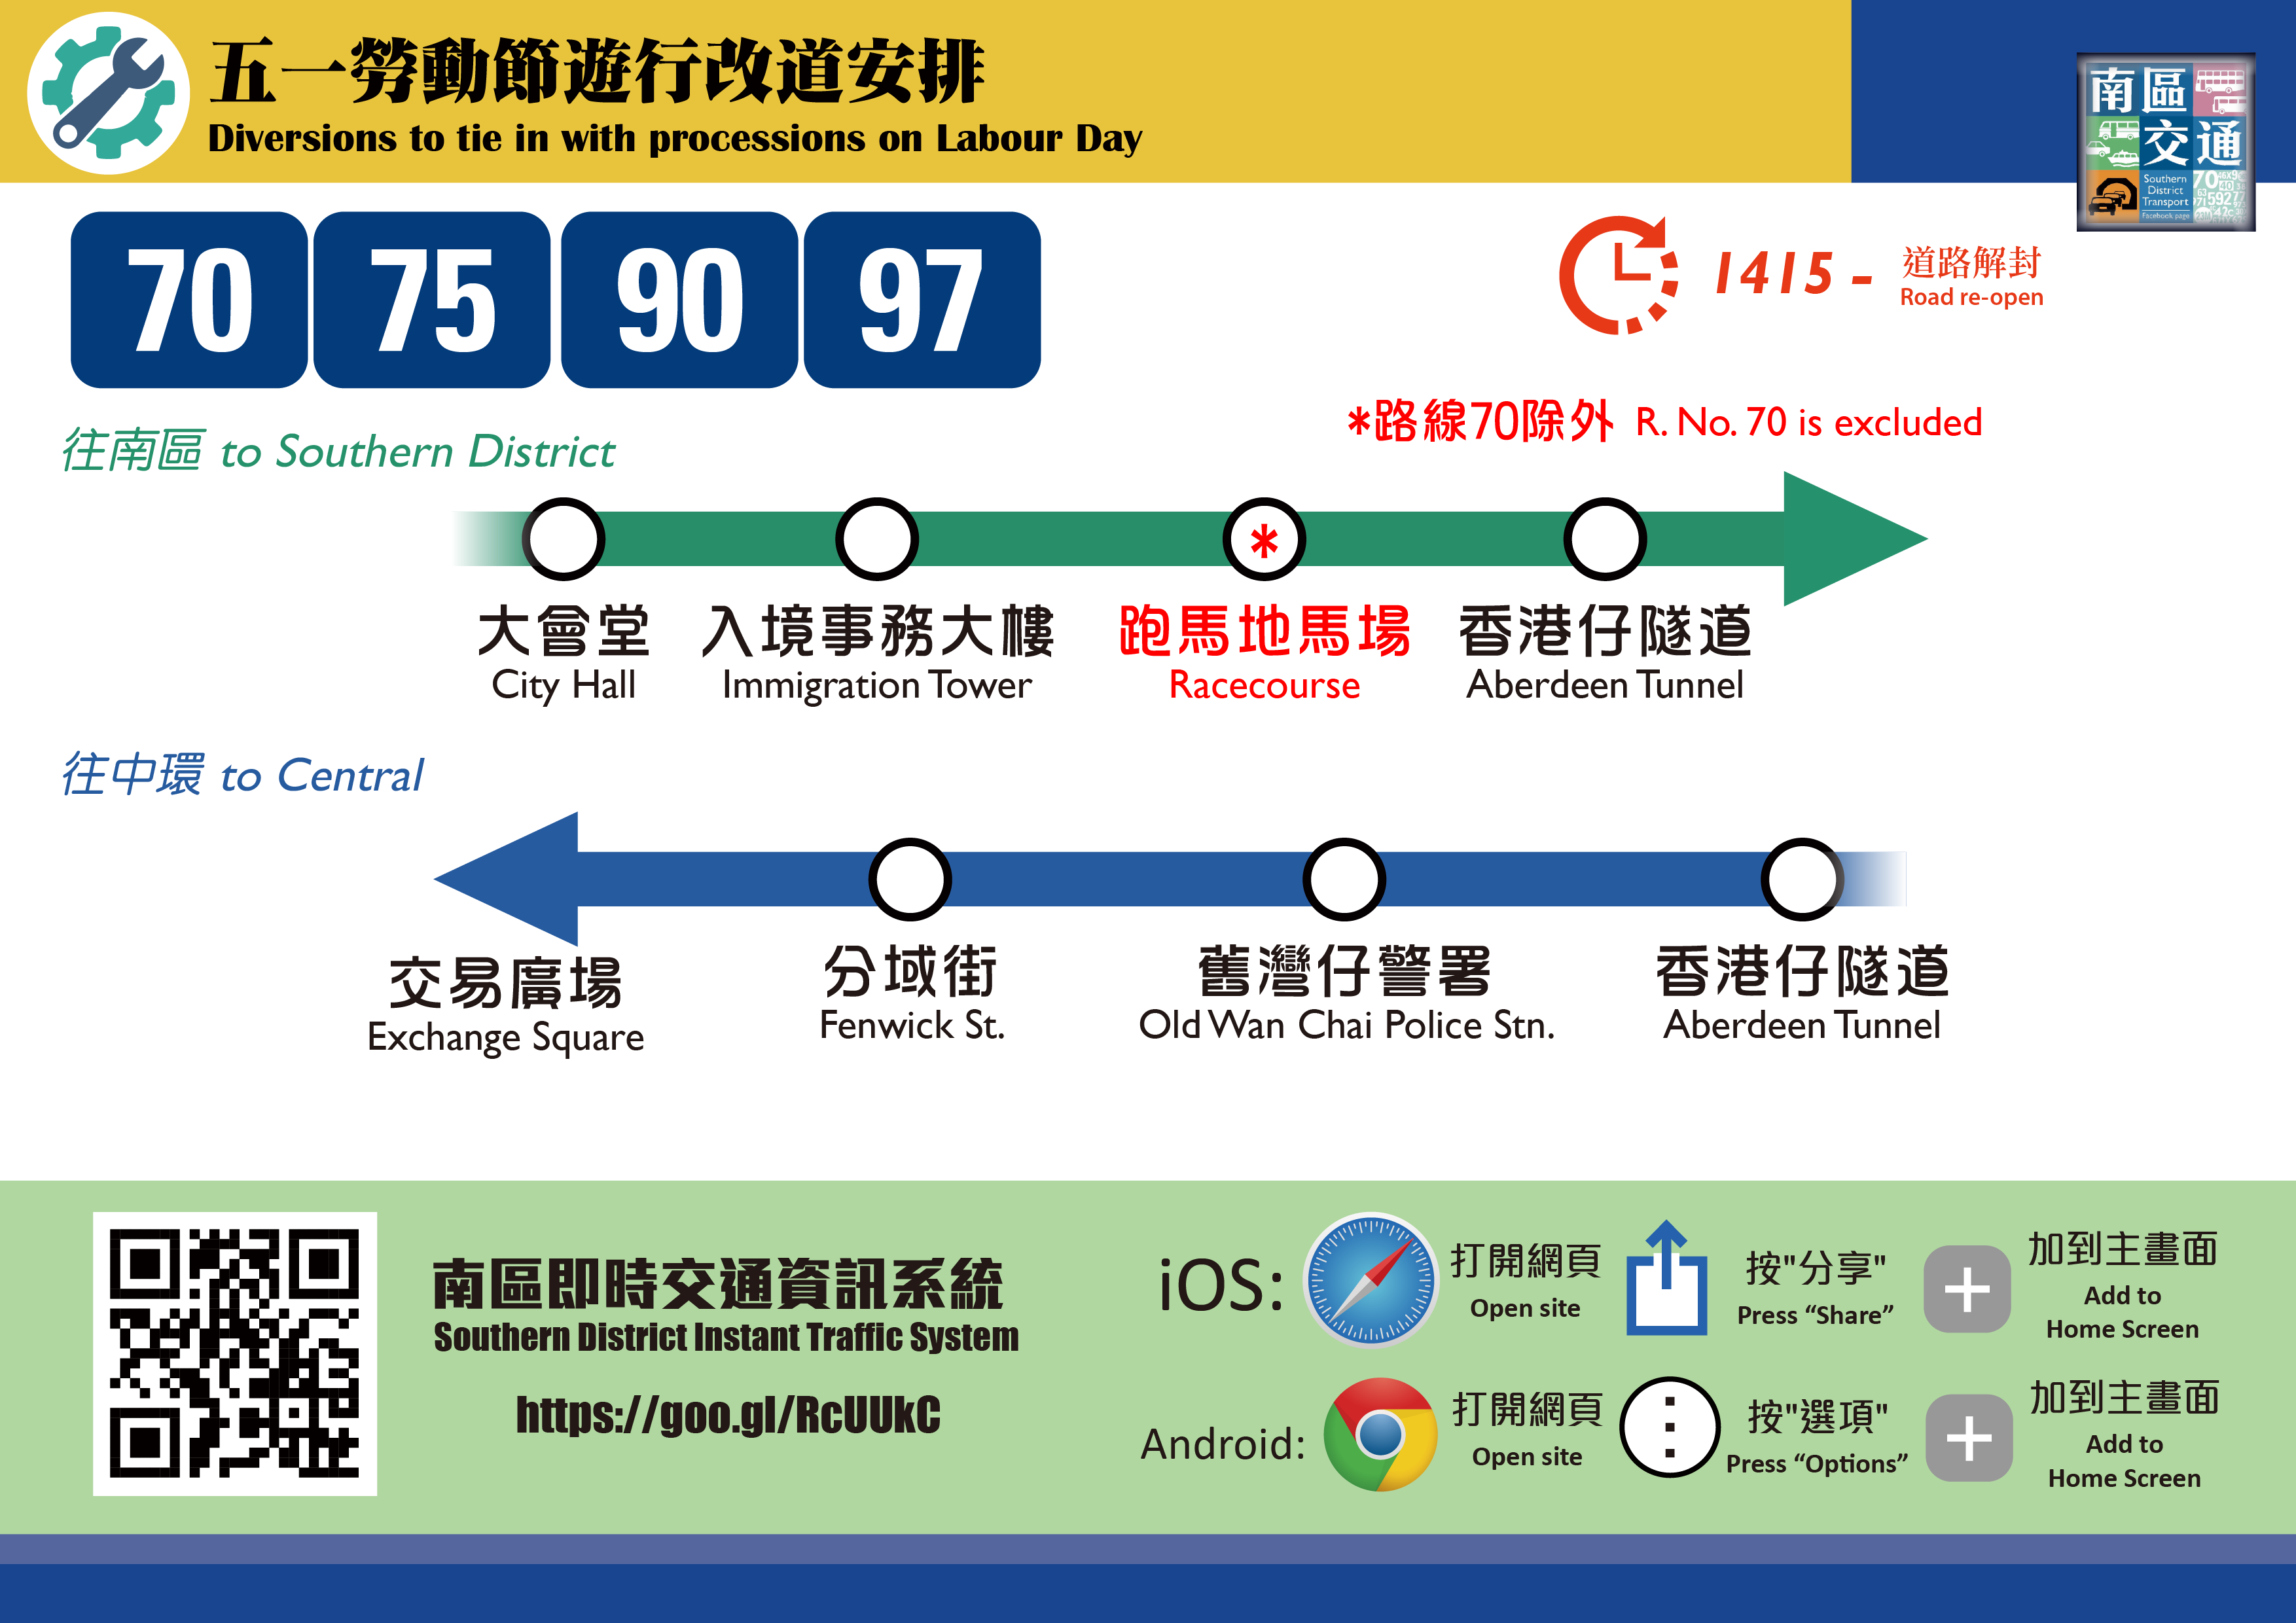 五一勞動節遊行改道安排
Diversions to tie in with processions on Labour Day
南區
交通
Southern
District
Transport
Facebook page
70 75 90 97
1415 -
道路解封
Road re-open
*路線70除外 R. No. 70 is excluded
往南區 to Southern District
*
大會堂
City Hall
入境事務大樓
Immigration Tower
跑馬地馬場
Racecourse
香港仔隧道
Aberdeen Tunnel
往中環 to Central
交易廣場
Exchange Square
分域街
Fenwick St.
舊灣仔警署
Old Wan Chai Police Stn.
香港仔隧道
Aberdeen Tunnel
南區即時交通資訊系統
Southern District Instant Traffic System
https://goo.gl/RcUUkC
iOS:
打開網頁
Open site
按"分享"
Press “Share”
加到主畫面
Add to
Home Screen
Android:
打開網頁
Open site
按"選項"
Press “Options”
加到主畫面
Add to
Home Screen